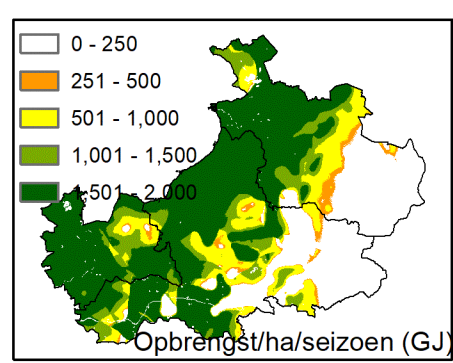 0 - 250
251 - 500
501 - 1,000
1,001 - 1,500
1,501 - 2,000
Opbrengst/ha/seizoen (GJ)